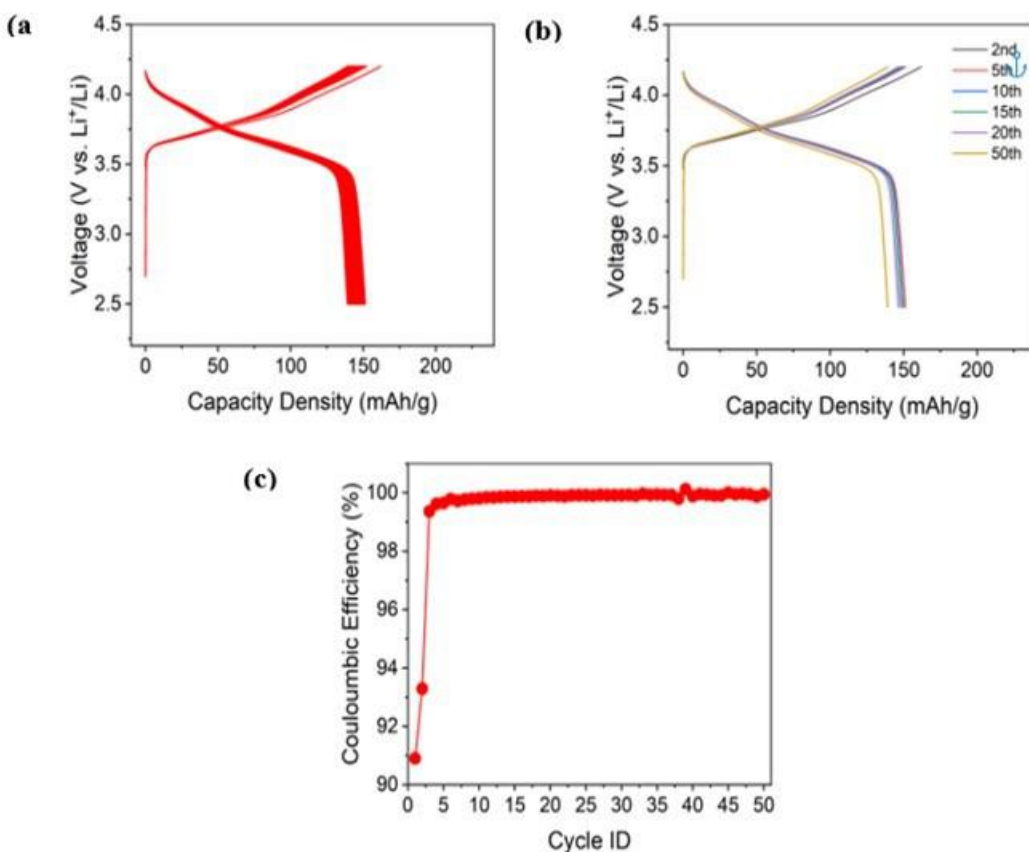 (a
4.5
4.0
3.5
3.0
2.5
Voltage (V vs. Li⁺/Li)
0
50
100
150
200
Capacity Density (mAh/g)
(b)
4.5
4.0
3.5
3.0
2.5
Voltage (V vs. Li⁺/Li)
2nd
5th
10th
15th
20th
50th
0
50
100
150
200
Capacity Density (mAh/g)
(c)
100
98
96
94
92
90
Couloumbic Efficiency (%)
0
5
10
15
20
25
30
35
40
45
50
Cycle ID